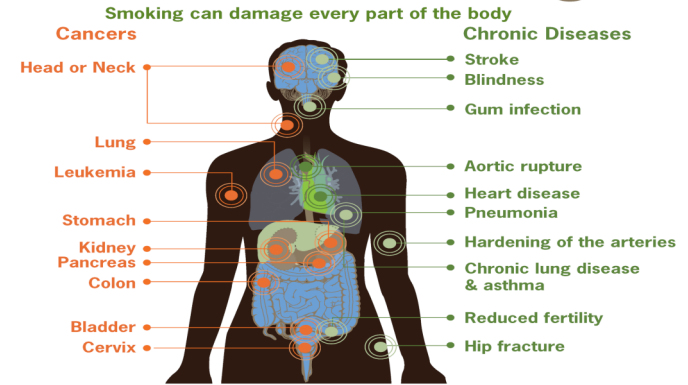 Smoking can damage every part of the body
Cancers
Head or Neck
Lung
Leukemia
Stomach
Kidney
Pancreas
Colon
Bladder
Cervix
Chronic Diseases
Stroke
Blindness
Gum infection
Aortic rupture
Heart disease
Pneumonia
Hardening of the arteries
Chronic lung disease
& asthma
Reduced fertility
Hip fracture